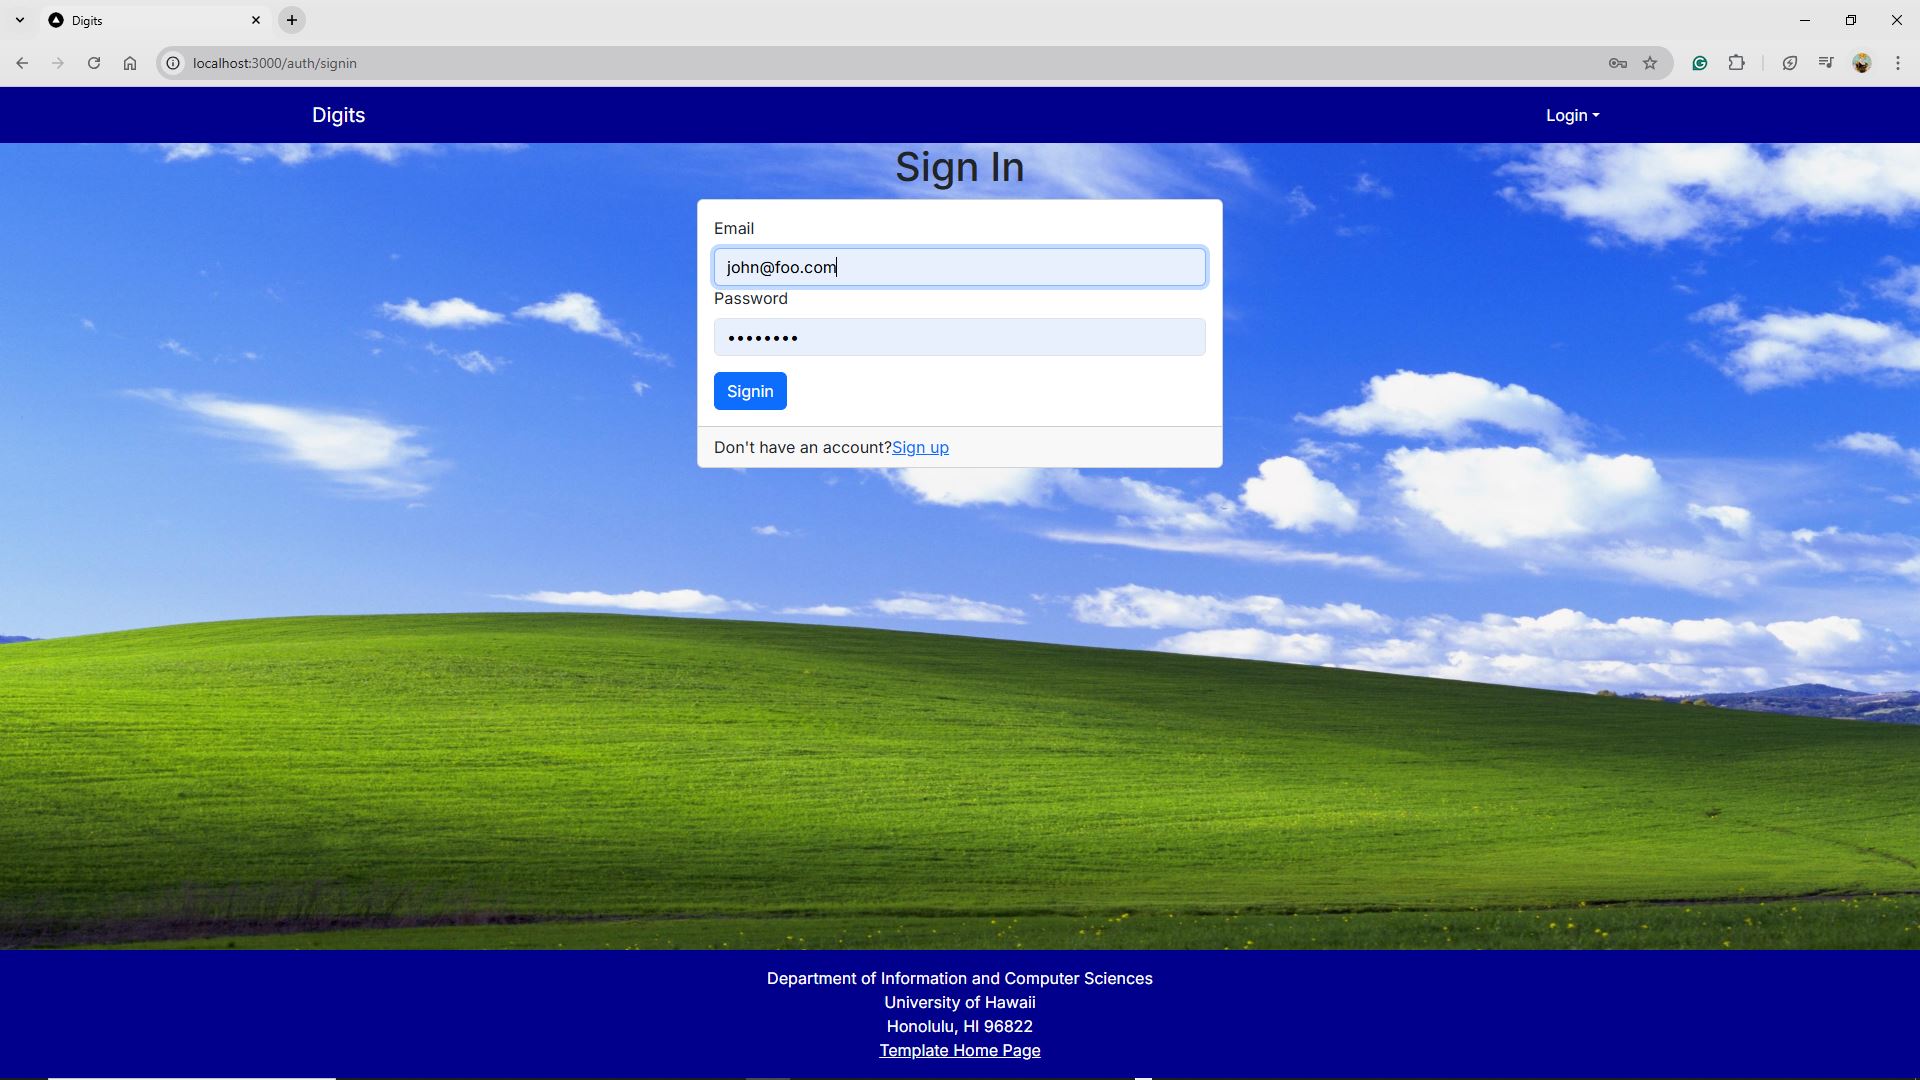 Digits
localhost:3000/auth/signin
Digits
Login
Sign In
Email
john@foo.com
Password
••••••••
Signin
Don't have an account?Sign up
Department of Information and Computer Sciences
University of Hawaii
Honolulu, HI 96822
Template Home Page